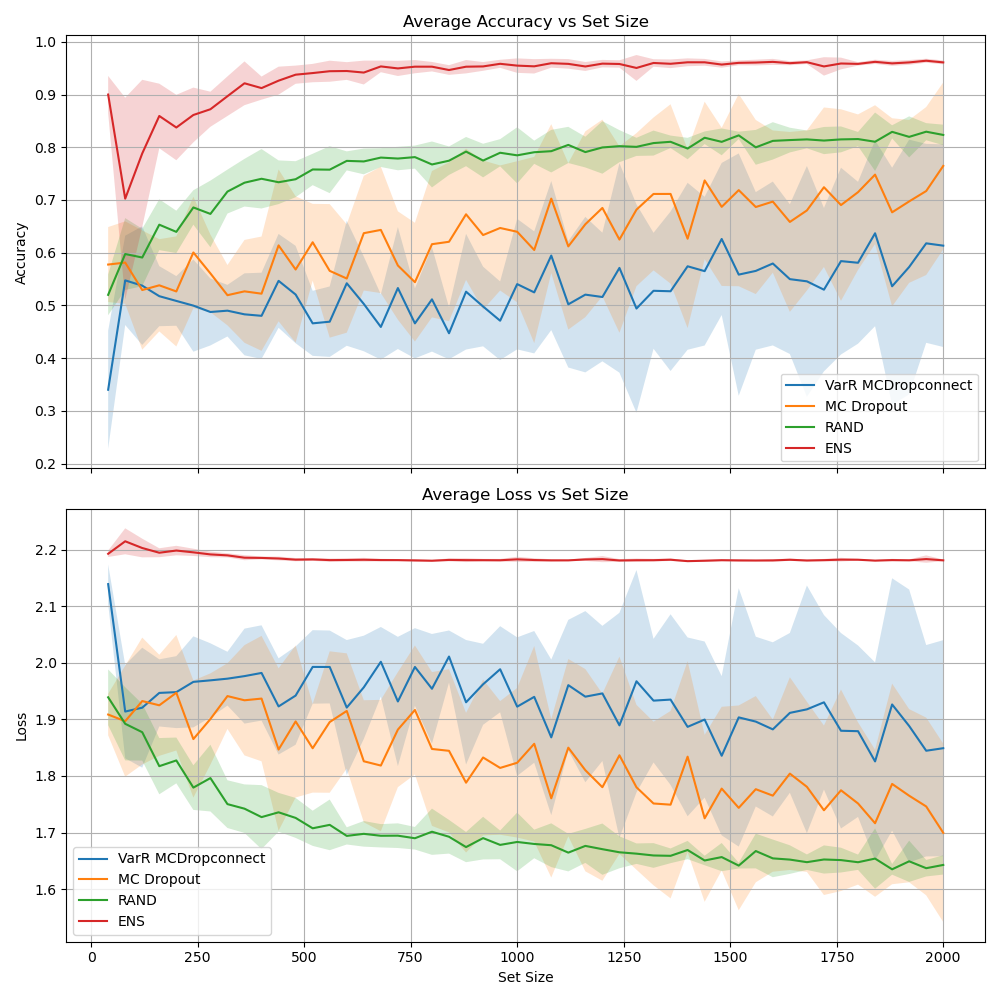 Average Accuracy vs Set Size
1.0
0.9
0.8
0.7
0.6
0.5
0.4
0.3
0.2
Accuracy
VarR MCDropconnect
MC Dropout
RAND
ENS
Average Loss vs Set Size
2.2
2.1
2.0
1.9
1.8
1.7
1.6
Loss
VarR MCDropconnect
MC Dropout
RAND
ENS
0 250 500 750 1000 1250 1500 1750 2000
Set Size